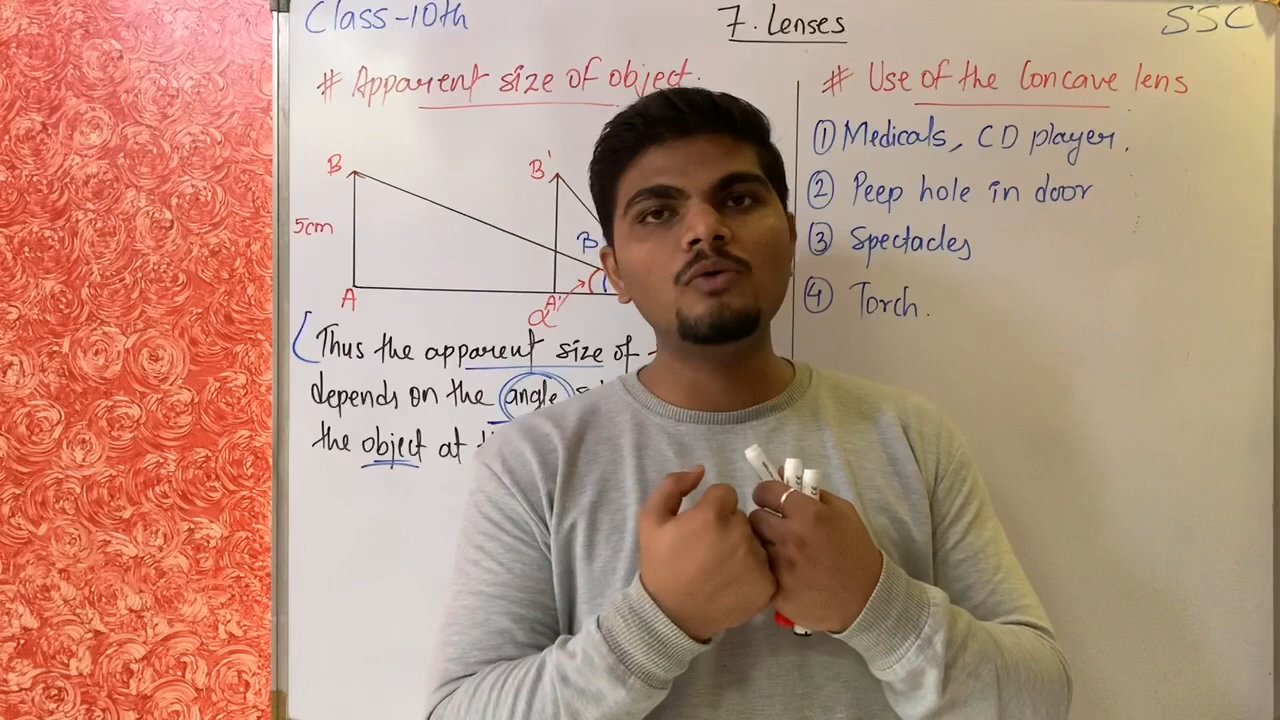 Class-10th
7. Lenses
SSC
# Apparent size of object.
B
B'
B
5cm
A
A'
α
Thus the apparent size of
depends on the angle
the object at
# Use of the Concave lens
① Medicals, CD player.
② Peep hole in door
③ Spectacles
④ Torch.